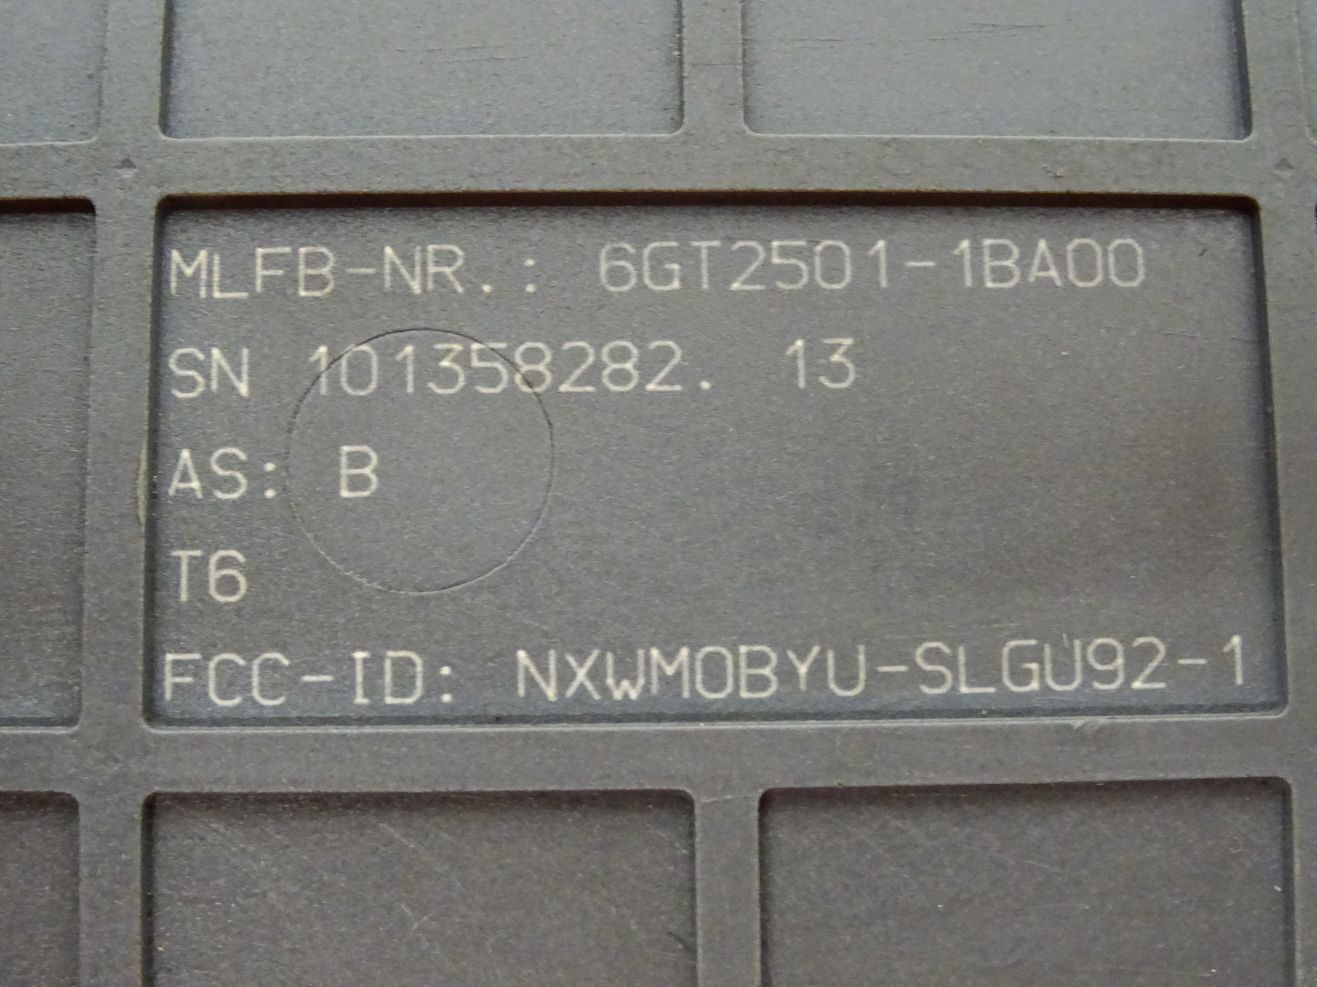 MLFB-NR.: 6GT2501-1BA00
SN 101358282. 13
AS: B
T6
FCC-ID: NXWMOBYU-SLGU92-1